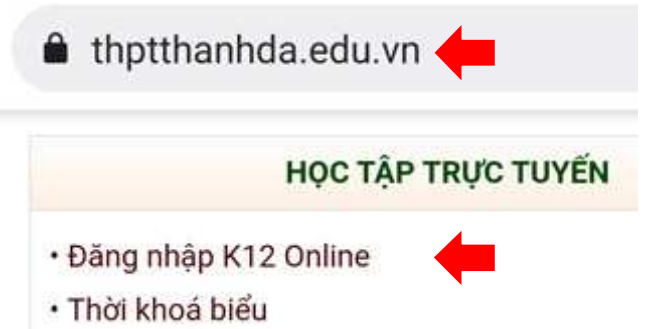 thptthanhda.edu.vn
HỌC TẬP TRỰC TUYẾN
• Đăng nhập K12 Online
• Thời khoá biểu